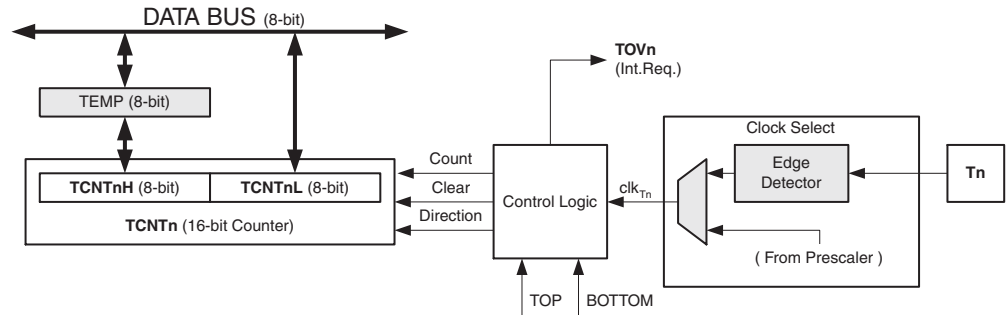 DATA BUS (8-bit)
TOVn
(Int.Req.)
TEMP (8-bit)
Clock Select
Count
Edge
Detector
Tn
TCNTnH (8-bit) TCNTnL (8-bit)
Clear
Control Logic
clkTn
TCNTn (16-bit Counter)
Direction
( From Prescaler )
TOP
BOTTOM